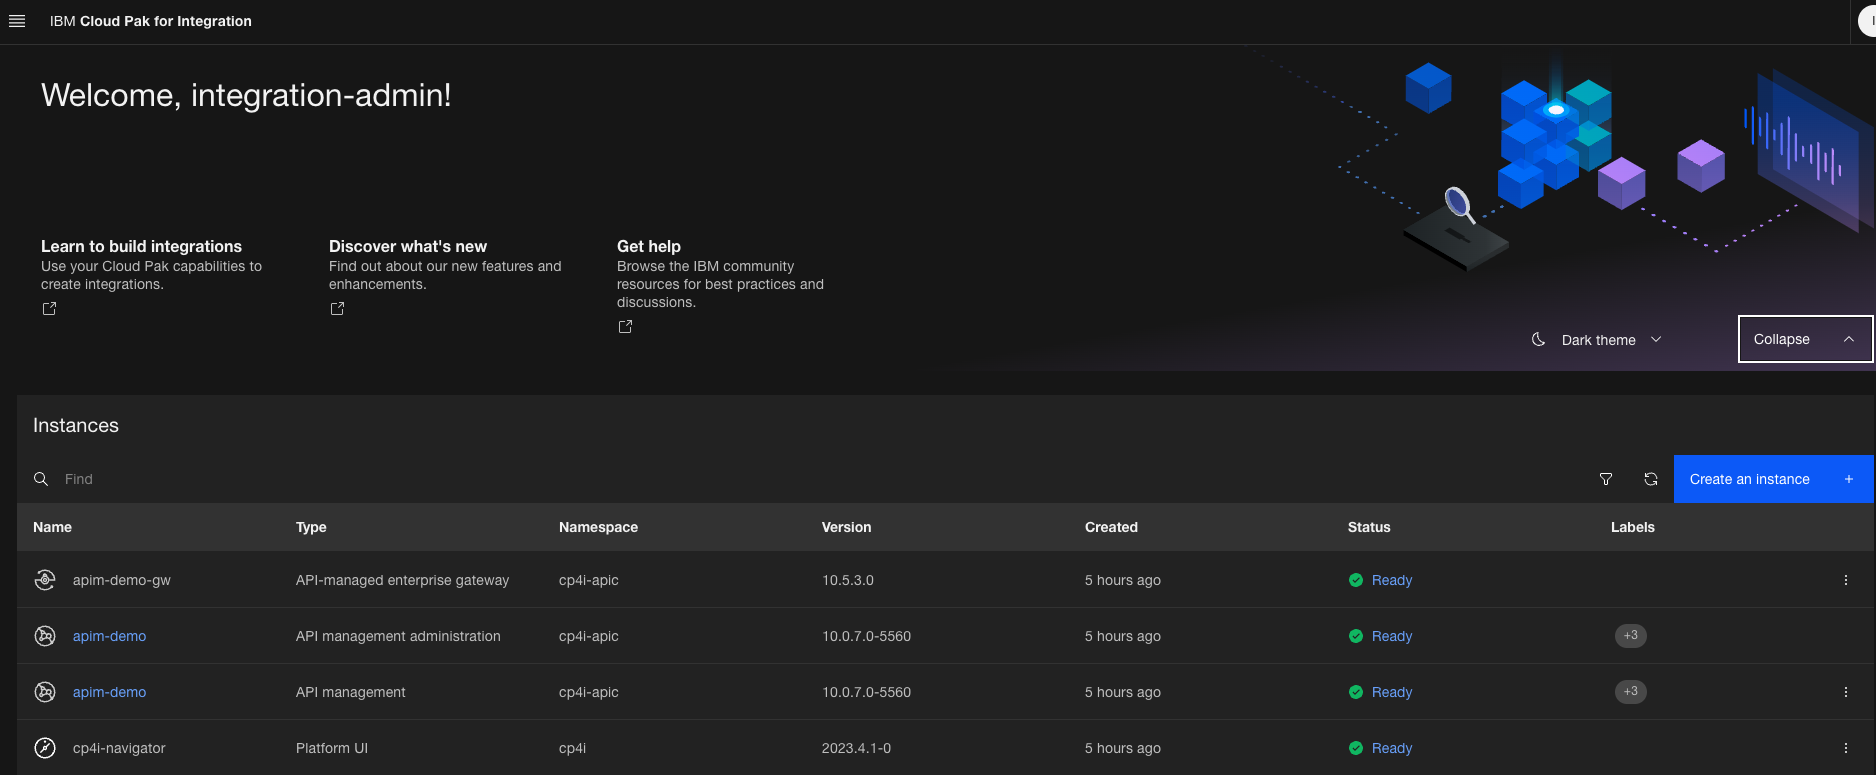 IBM Cloud Pak for Integration
I
Welcome, integration-admin!
Learn to build integrations
Use your Cloud Pak capabilities to
create integrations.
Discover what's new
Find out about our new features and
enhancements.
Get help
Browse the IBM community
resources for best practices and
discussions.
Dark theme
Collapse
Instances
Find
Create an instance +
Name Type Namespace Version Created Status Labels
apim-demo-gw API-managed enterprise gateway cp4i-apic 10.5.3.0 5 hours ago Ready
apim-demo API management administration cp4i-apic 10.0.7.0-5560 5 hours ago Ready +3
apim-demo API management cp4i-apic 10.0.7.0-5560 5 hours ago Ready +3
cp4i-navigator Platform UI cp4i 2023.4.1-0 5 hours ago Ready